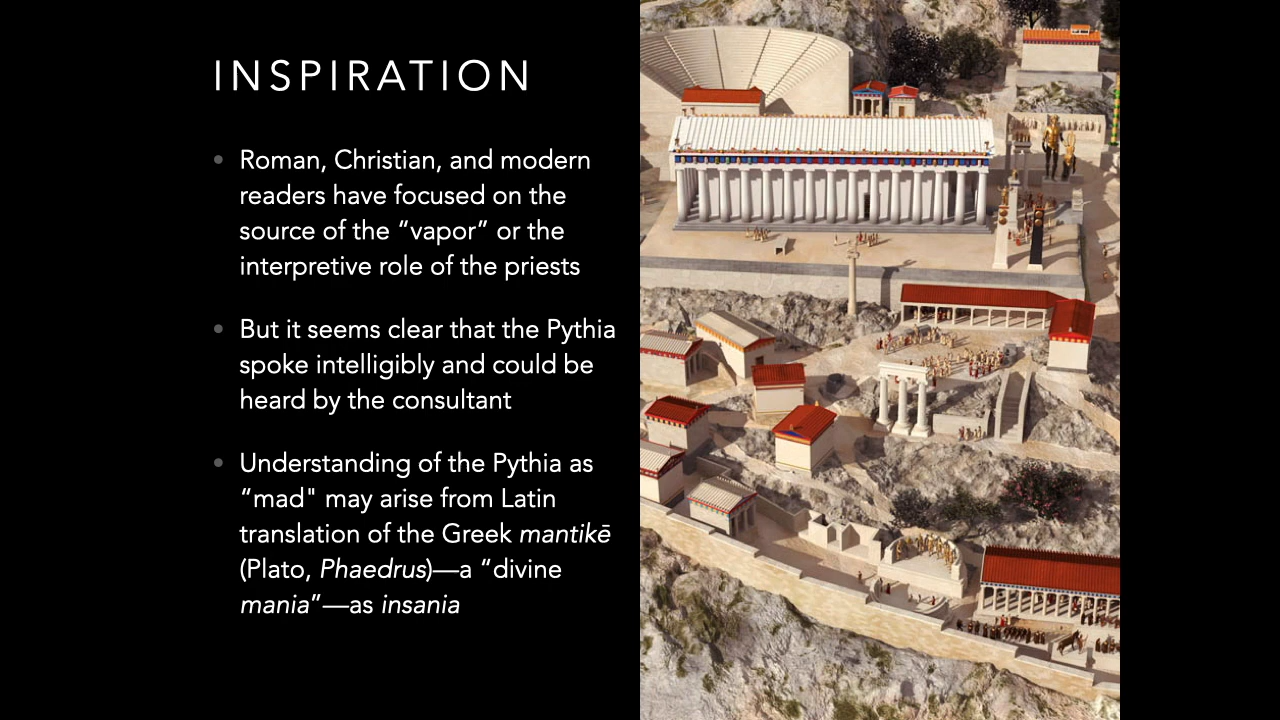 INSPIRATION
• Roman, Christian, and modern
readers have focused on the
source of the “vapor” or the
interpretive role of the priests
• But it seems clear that the Pythia
spoke intelligibly and could be
heard by the consultant
• Understanding of the Pythia as
“mad" may arise from Latin
translation of the Greek mantikē
(Plato, Phaedrus)—a “divine
mania”—as insania